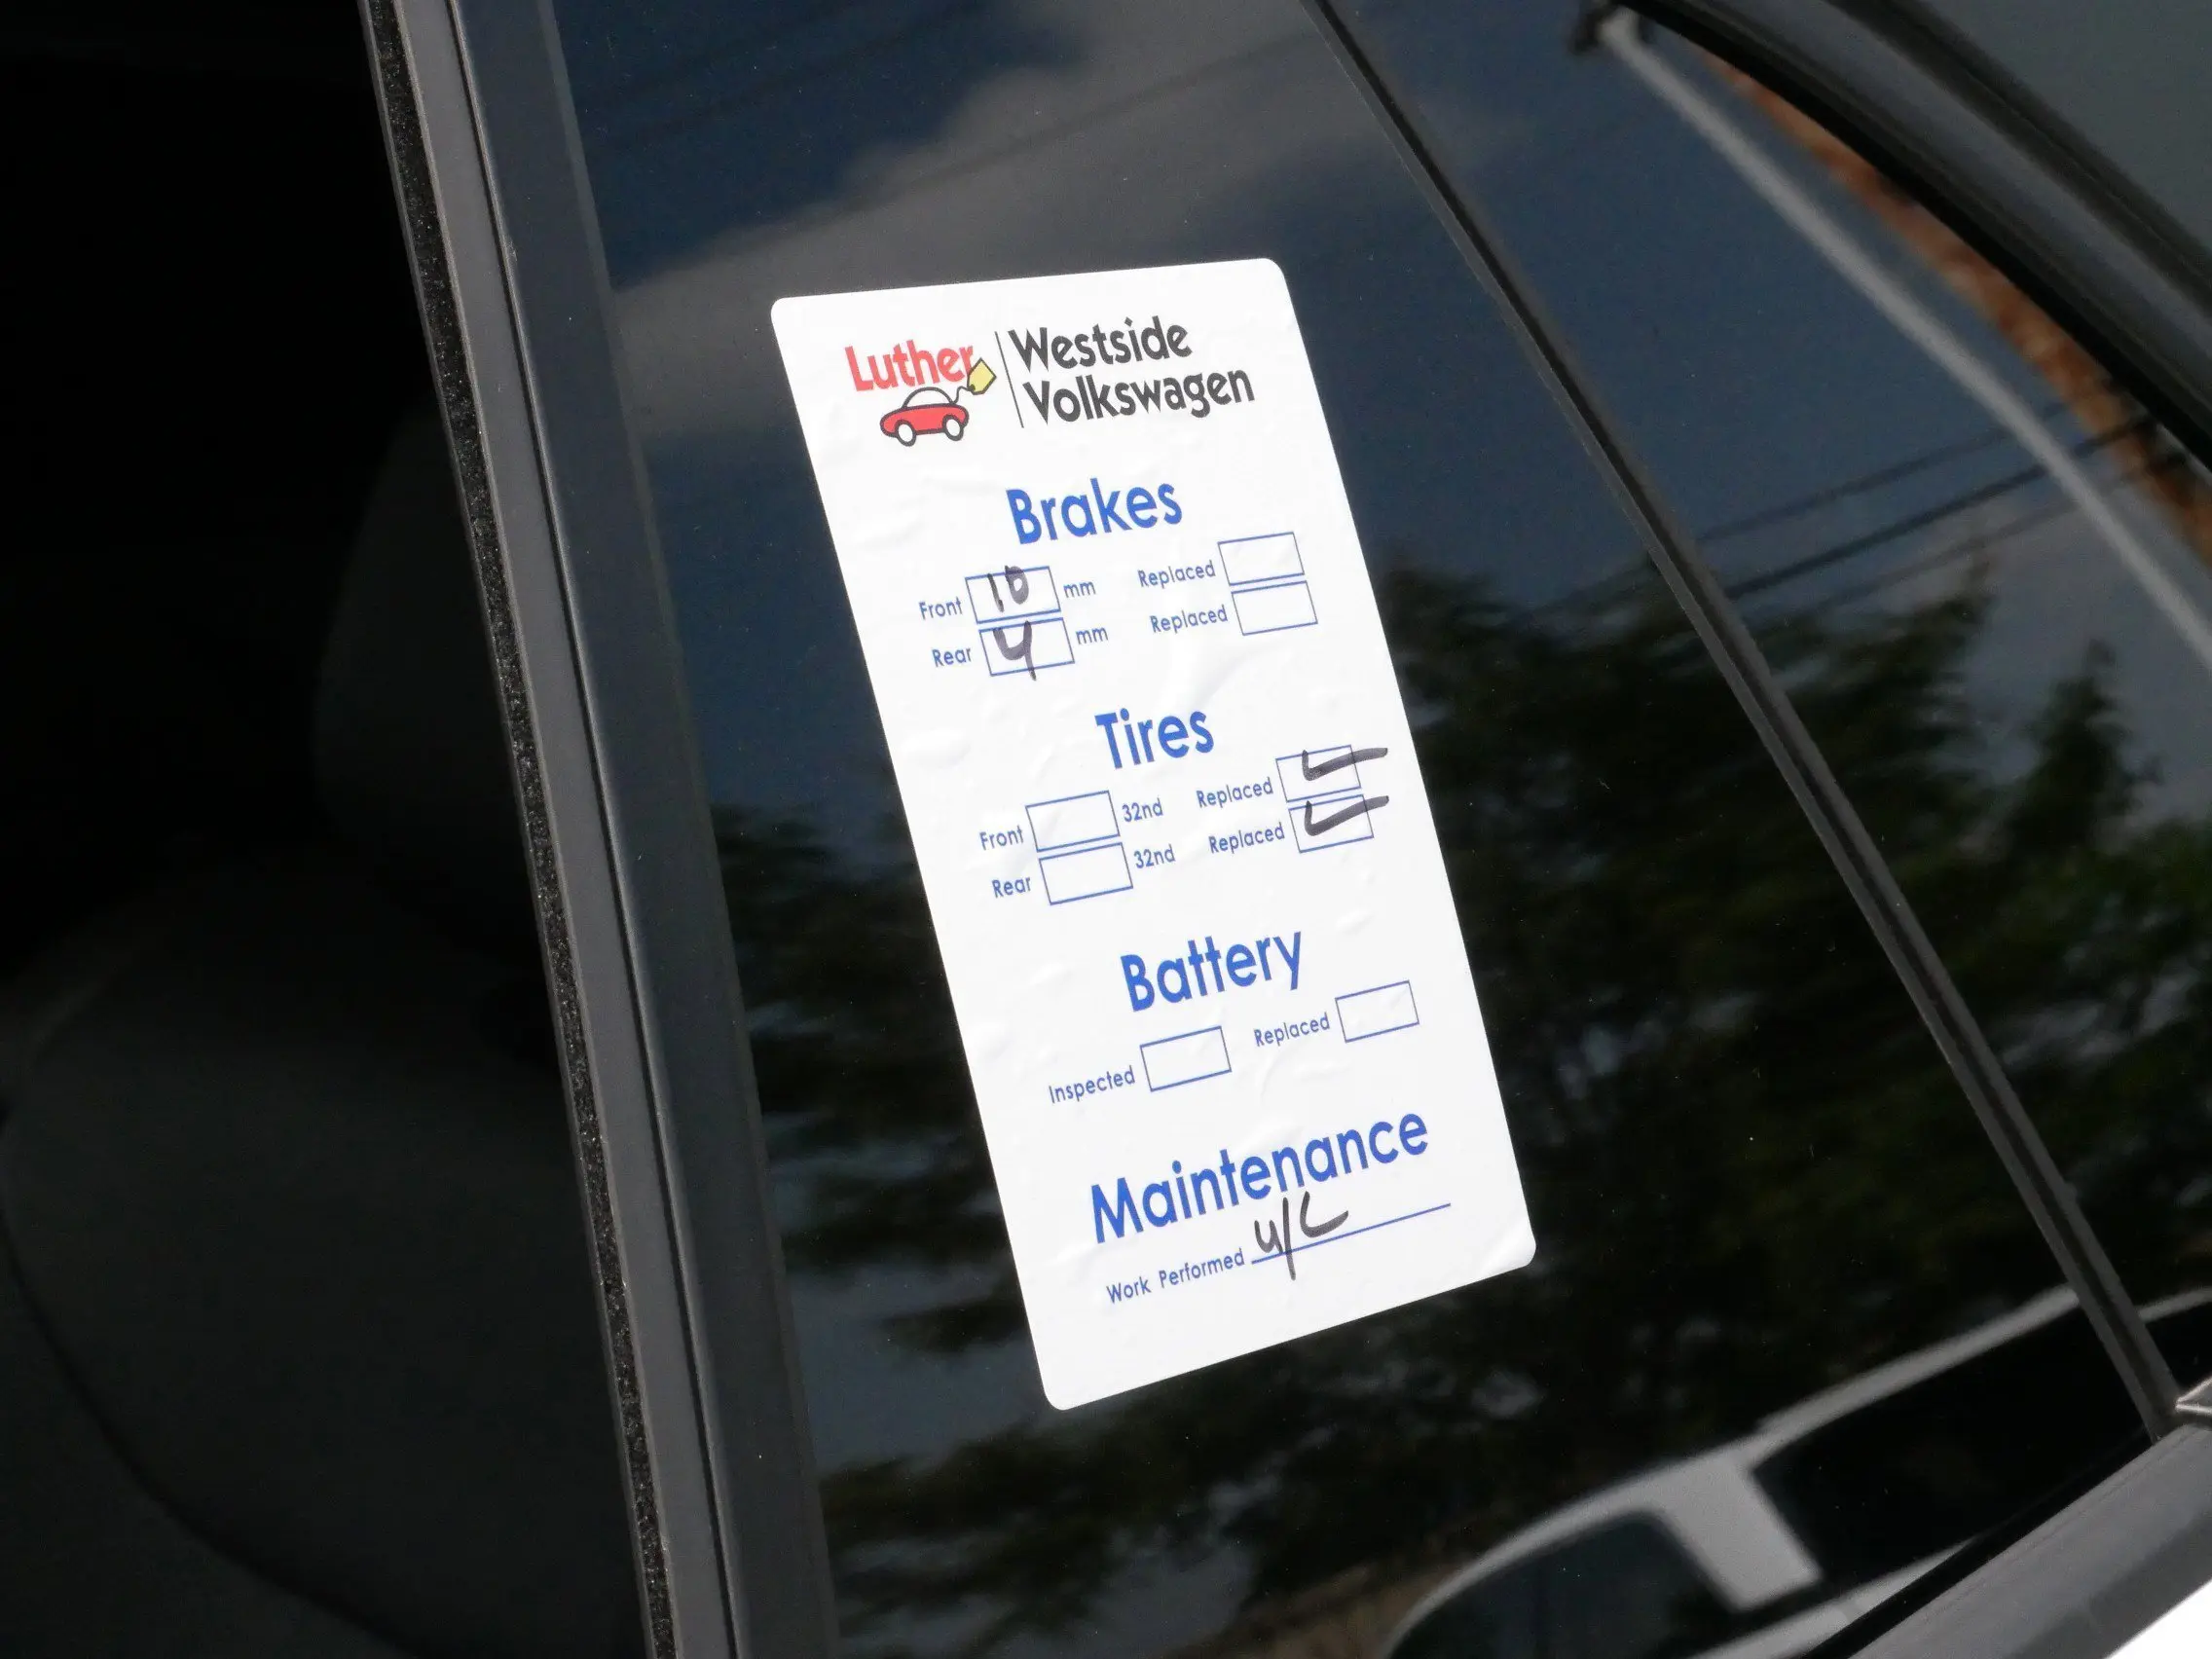 Luther Westside
Volkswagen
Brakes
Front 10 mm Replaced
Rear 4 mm Replaced
Tires
Front 32nd Replaced ✓
Rear 32nd Replaced ✓
Battery
Inspected Replaced
Maintenance
Work Performed u/c